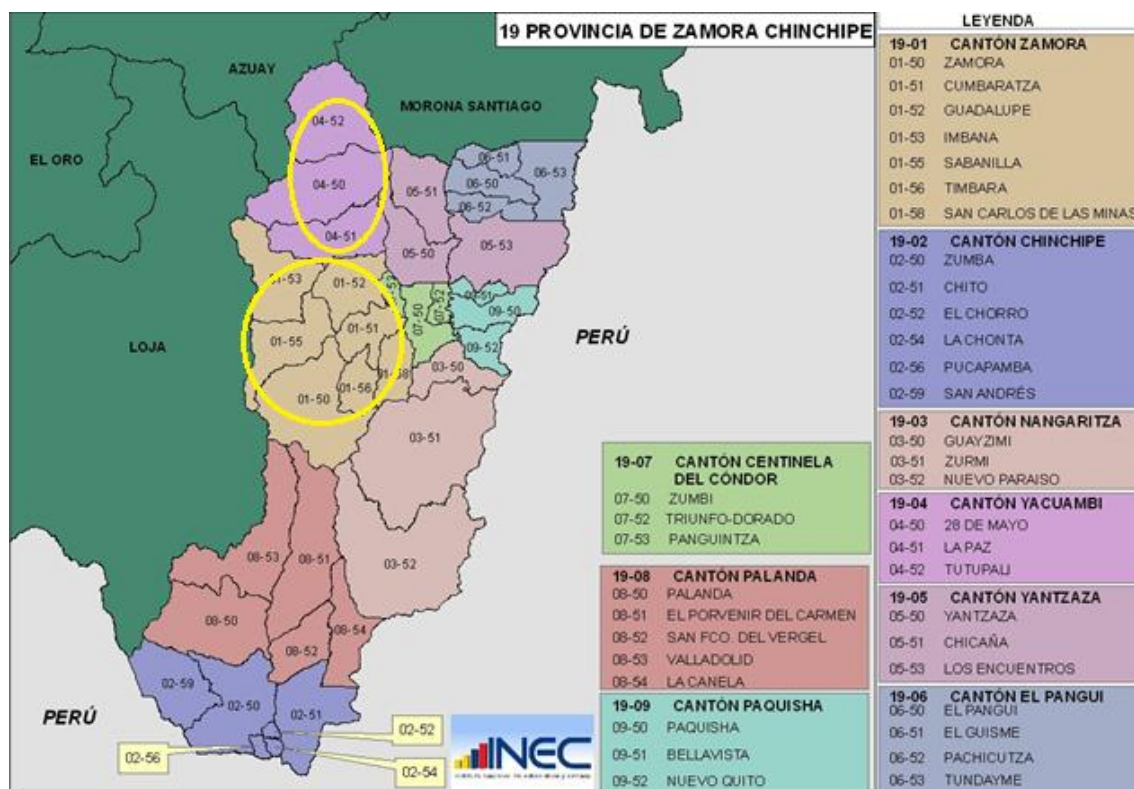 19 PROVINCIA DE ZAMORA CHINCHIPE
AZUAY
MORONA SANTIAGO
EL ORO
LOJA
PERÚ
PERÚ
04-52
04-50
04-51
05-51
05-50
05-53
06-51
06-50
06-52
06-53
01-53
01-52
01-51
01-55
01-50
01-56
01-58
07-50
07-52
09-51
09-50
09-52
03-50
03-51
03-52
08-53
08-51
08-50
08-52
08-54
02-59
02-50
02-51
02-52
02-56
02-54
INEC
19-07 CANTÓN CENTINELA
DEL CÓNDOR
07-50 ZUMBI
07-52 TRIUNFO-DORADO
07-53 PANGUINTZA
19-08 CANTÓN PALANDA
08-50 PALANDA
08-51 EL PORVENIR DEL CARMEN
08-52 SAN FCO. DEL VERGEL
08-53 VALLADOLID
08-54 LA CANELA
19-09 CANTÓN PAQUISHA
09-50 PAQUISHA
09-51 BELLAVISTA
09-52 NUEVO QUITO
LEYENDA
19-01 CANTÓN ZAMORA
01-50 ZAMORA
01-51 CUMBARATZA
01-52 GUADALUPE
01-53 IMBANA
01-55 SABANILLA
01-56 TIMBARA
01-58 SAN CARLOS DE LAS MINAS
19-02 CANTÓN CHINCHIPE
02-50 ZUMBA
02-51 CHITO
02-52 EL CHORRO
02-54 LA CHONTA
02-56 PUCAPAMBA
02-59 SAN ANDRÉS
19-03 CANTÓN NANGARITZA
03-50 GUAYZIMI
03-51 ZURMI
03-52 NUEVO PARAISO
19-04 CANTÓN YACUAMBI
04-50 28 DE MAYO
04-51 LA PAZ
04-52 TUTUPALI
19-05 CANTÓN YANTZAZA
05-50 YANTZAZA
05-51 CHICAÑA
05-53 LOS ENCUENTROS
19-06 CANTÓN EL PANGUI
06-50 EL PANGUI
06-51 EL GUISME
06-52 PACHICUTZA
06-53 TUNDAYME